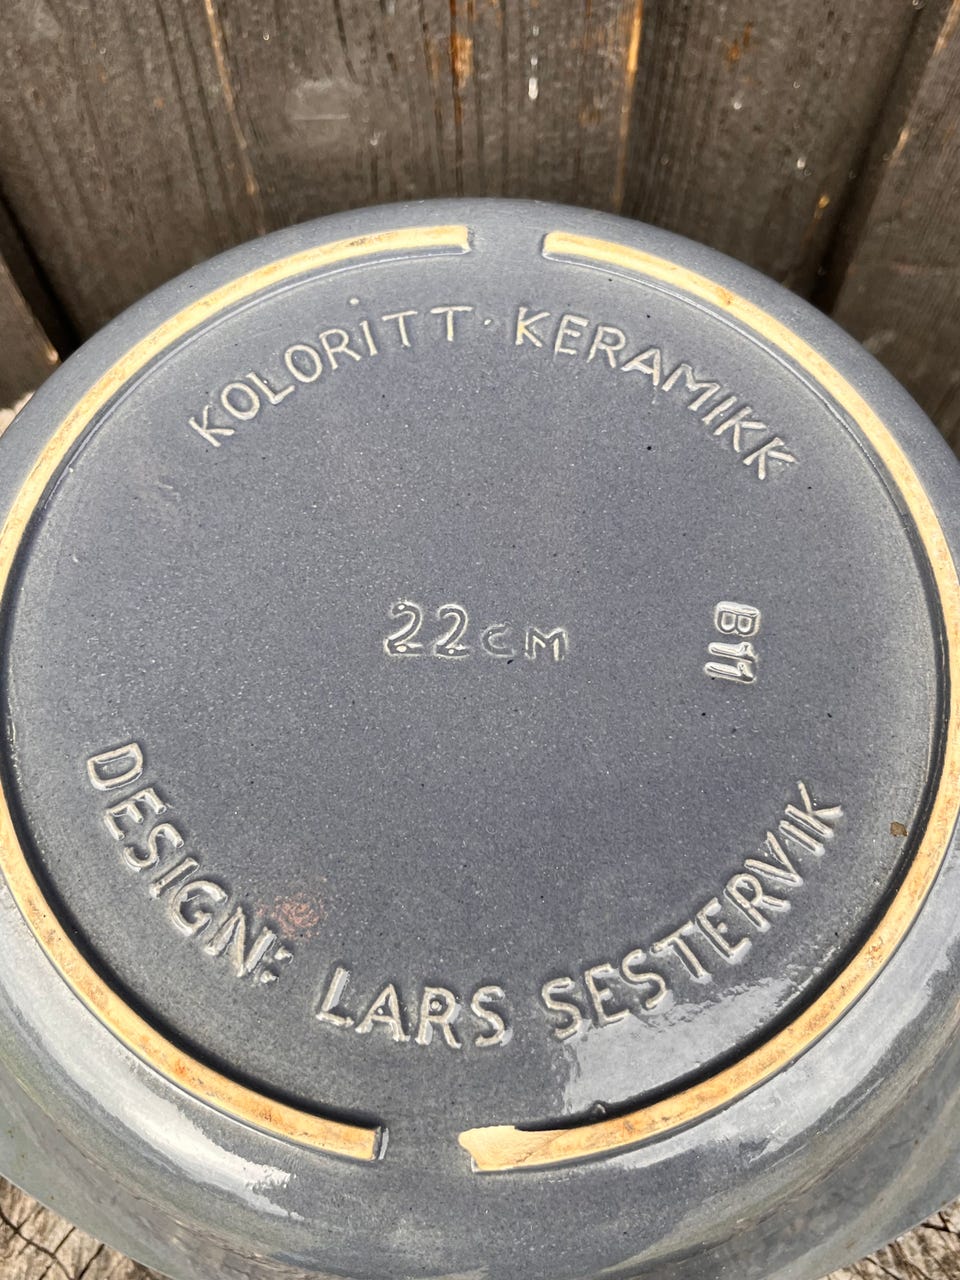 KOLORITT · KERAMIKK
22CM
B11
DESIGN: LARS SESTERVIK